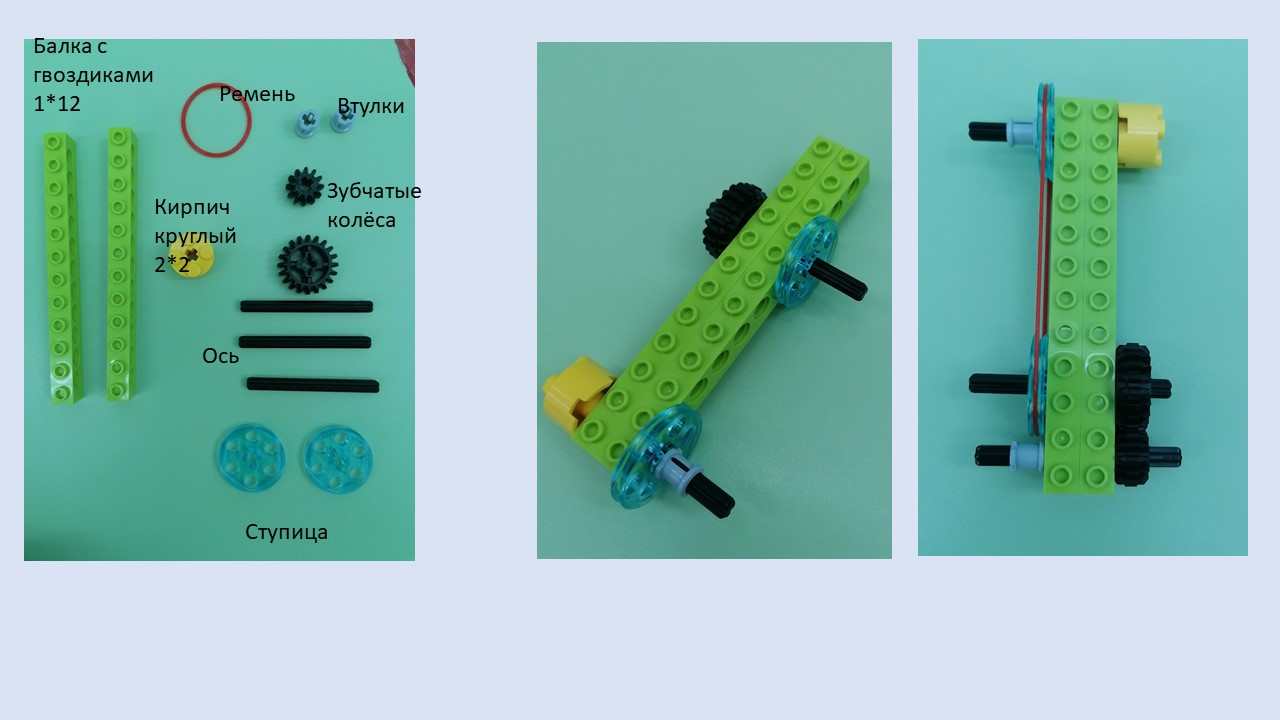 Балка с
гвоздиками
1*12
Ремень
Втулки
Зубчатые
колёса
Кирпич
круглый
2*2
Ось
Ступица